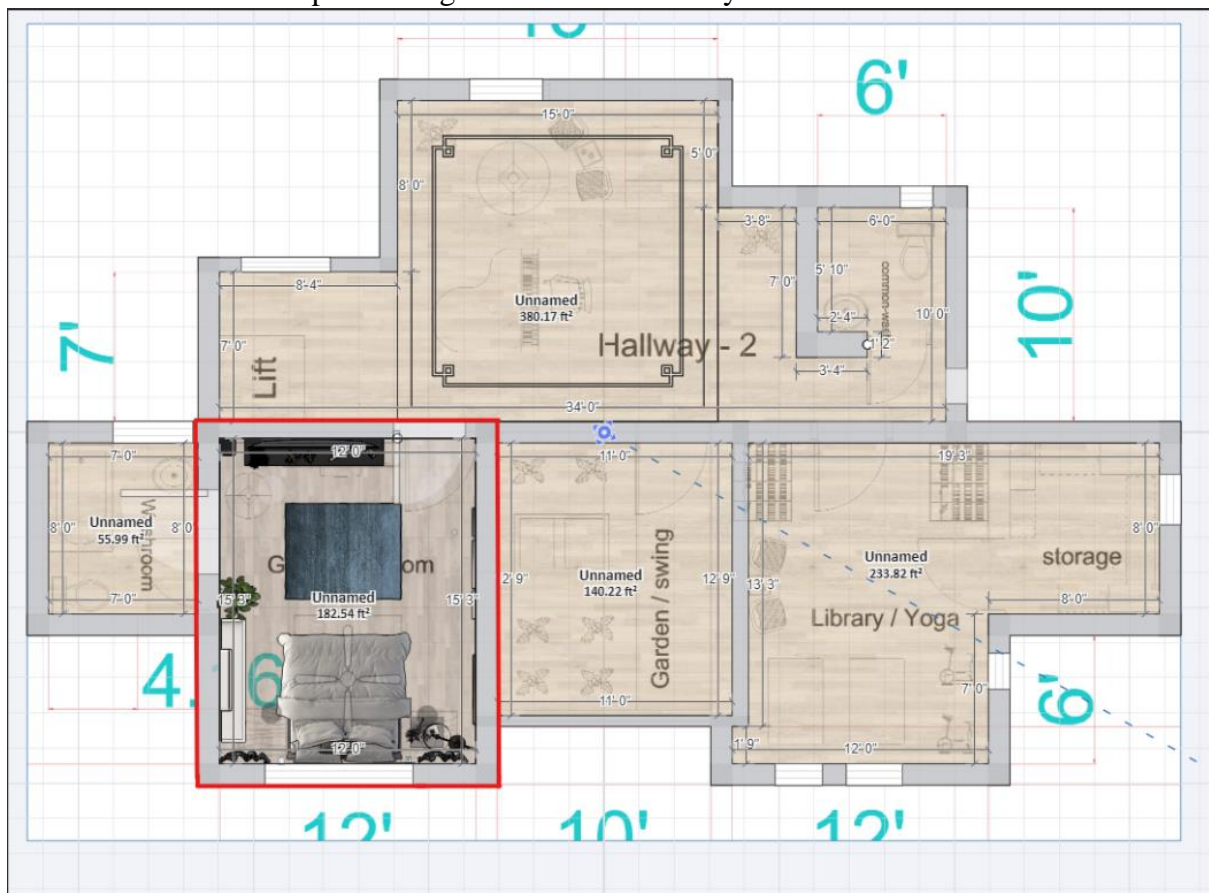 6'
15'-0"
5'-0"
8'-0"
3'-8"
6'-0"
5'-10"
7'-0"
10'-0"
10'
8'-4"
Unnamed
380.17 ft²
Hallway - 2
2'-4"
1'-2"
3'-4"
7'
7'-0"
Lift
34'-0"
7'-0"
12'-0"
11'-0"
19'-3"
8'-0"
Unnamed
55.99 ft²
8'-0"
Washroom
7'-0"
G
om
15'-3"
Unnamed
182.54 ft²
15'-3"
Unnamed
140.22 ft²
12'-9"
Garden / swing
11'-0"
13'-3"
Unnamed
233.82 ft²
8'-0"
storage
8'-0"
Library / Yoga
7'-0"
6'
12'-0"
1'-9"
12'-0"
12'
10'
12'